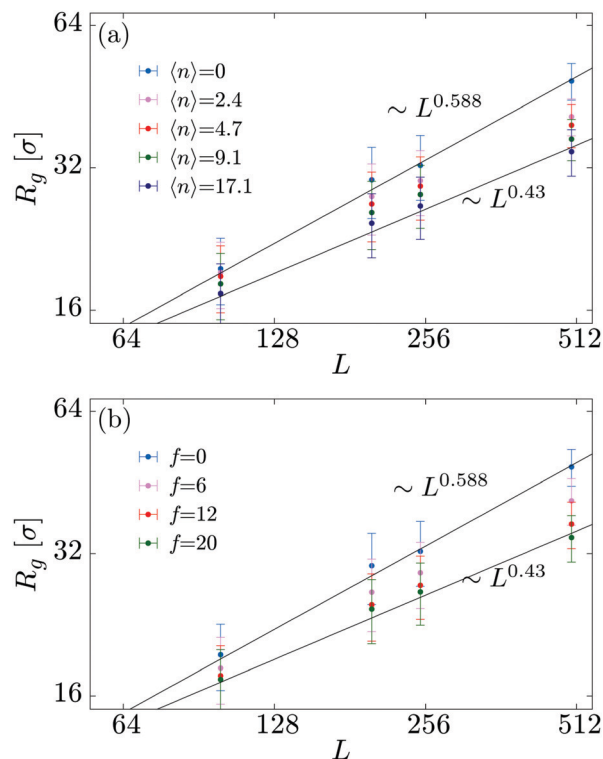 (a)
64
32
16
R_g [σ]
⟨n⟩=0
⟨n⟩=2.4
⟨n⟩=4.7
⟨n⟩=9.1
⟨n⟩=17.1
∼ L^0.588
∼ L^0.43
64 128 256 512
L
(b)
64
32
16
R_g [σ]
f=0
f=6
f=12
f=20
∼ L^0.588
∼ L^0.43
64 128 256 512
L